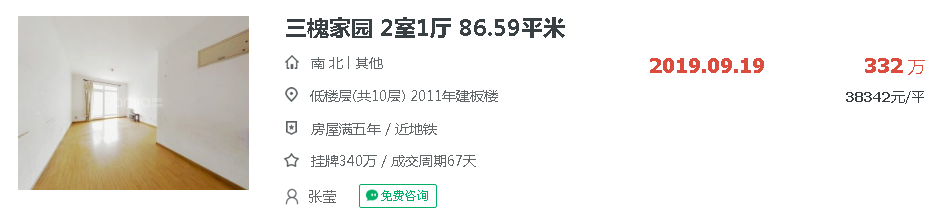 三槐家园 2室1厅 86.59平米
南 北 | 其他
2019.09.19
332万
低楼层(共10层) 2011年建板楼
38342元/平
房屋满五年 / 近地铁
挂牌340万 / 成交周期67天
张莹
免费咨询